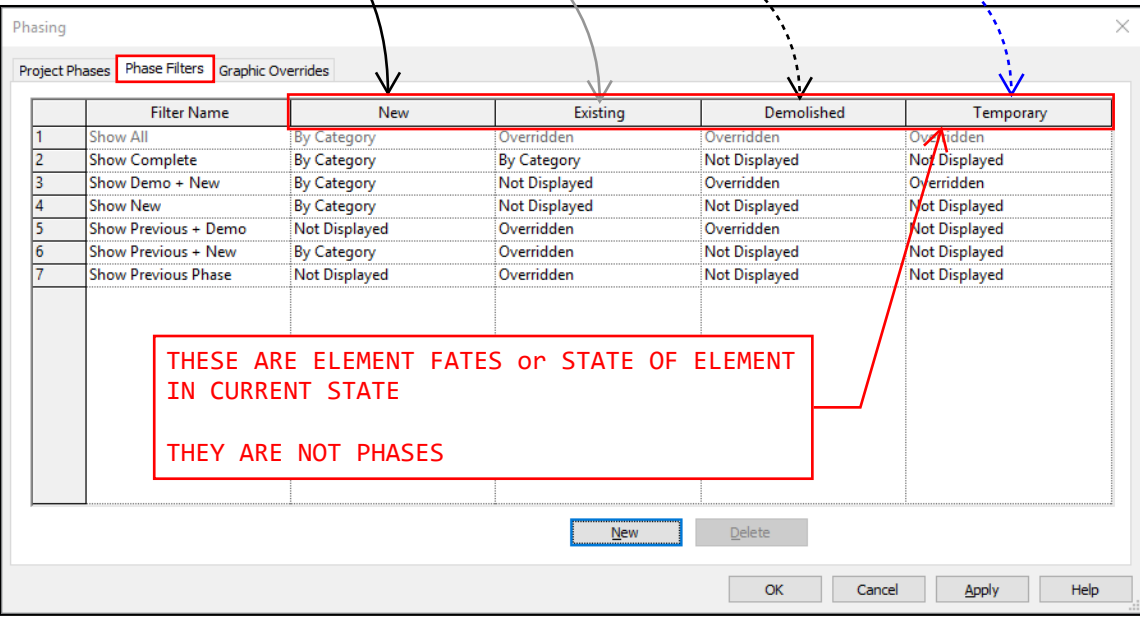 Phasing
Project Phases Phase Filters Graphic Overrides
Filter Name New Existing Demolished Temporary
1 Show All By Category Overridden Overridden Overridden
2 Show Complete By Category By Category Not Displayed Not Displayed
3 Show Demo + New By Category Not Displayed Overridden Overridden
4 Show New By Category Not Displayed Not Displayed Not Displayed
5 Show Previous + Demo Not Displayed Overridden Overridden Not Displayed
6 Show Previous + New By Category Overridden Not Displayed Not Displayed
7 Show Previous Phase Not Displayed Overridden Not Displayed Not Displayed
THESE ARE ELEMENT FATES or STATE OF ELEMENT
IN CURRENT STATE
THEY ARE NOT PHASES
New Delete
OK Cancel Apply Help